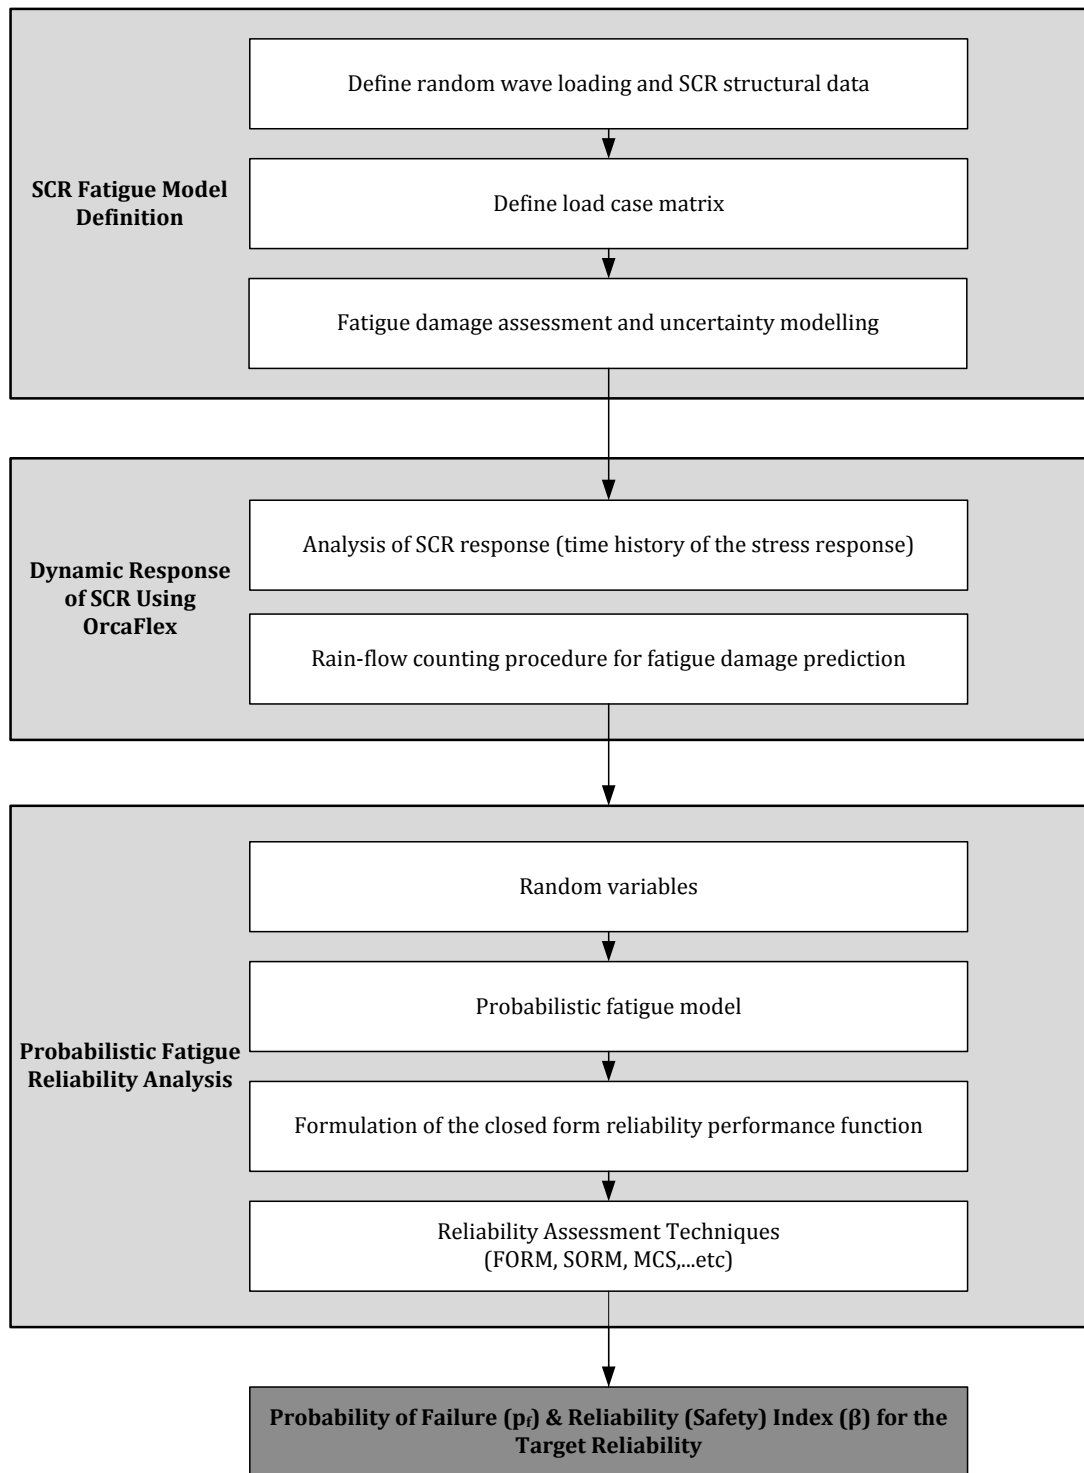 Define random wave loading and SCR structural data
SCR Fatigue Model
Definition
Define load case matrix
Fatigue damage assessment and uncertainty modelling
Dynamic Response
of SCR Using
OrcaFlex
Analysis of SCR response (time history of the stress response)
Rain-flow counting procedure for fatigue damage prediction
Probabilistic Fatigue
Reliability Analysis
Random variables
Probabilistic fatigue model
Formulation of the closed form reliability performance function
Reliability Assessment Techniques
(FORM, SORM, MCS,...etc)
Probability of Failure (pf) & Reliability (Safety) Index (β) for the
Target Reliability